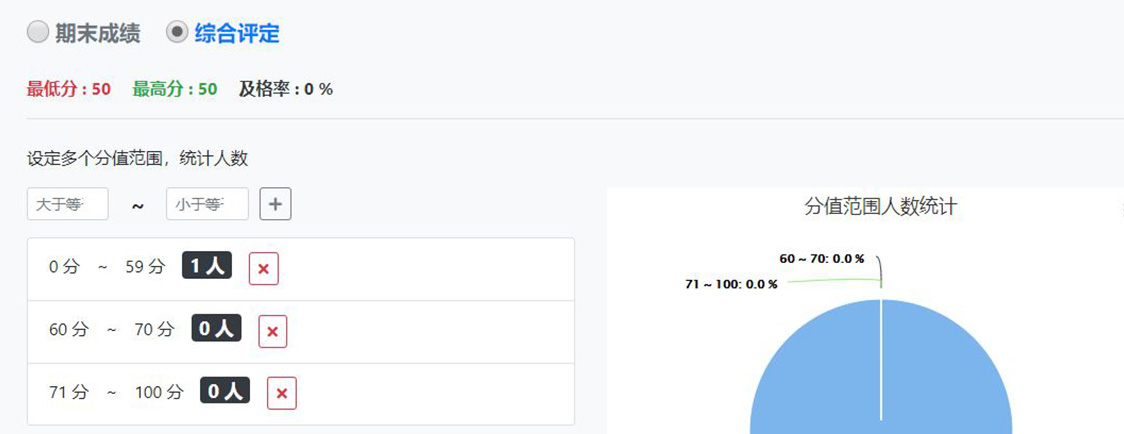 期末成绩 综合评定
最低分 : 50 最高分 : 50 及格率 : 0 %
设定多个分值范围，统计人数
大于等 ~ 小于等 +
0 分 ~ 59 分 1 人 ×
60 分 ~ 70 分 0 人 ×
71 分 ~ 100 分 0 人 ×
分值范围人数统计
60 ~ 70: 0.0 %
71 ~ 100: 0.0 %